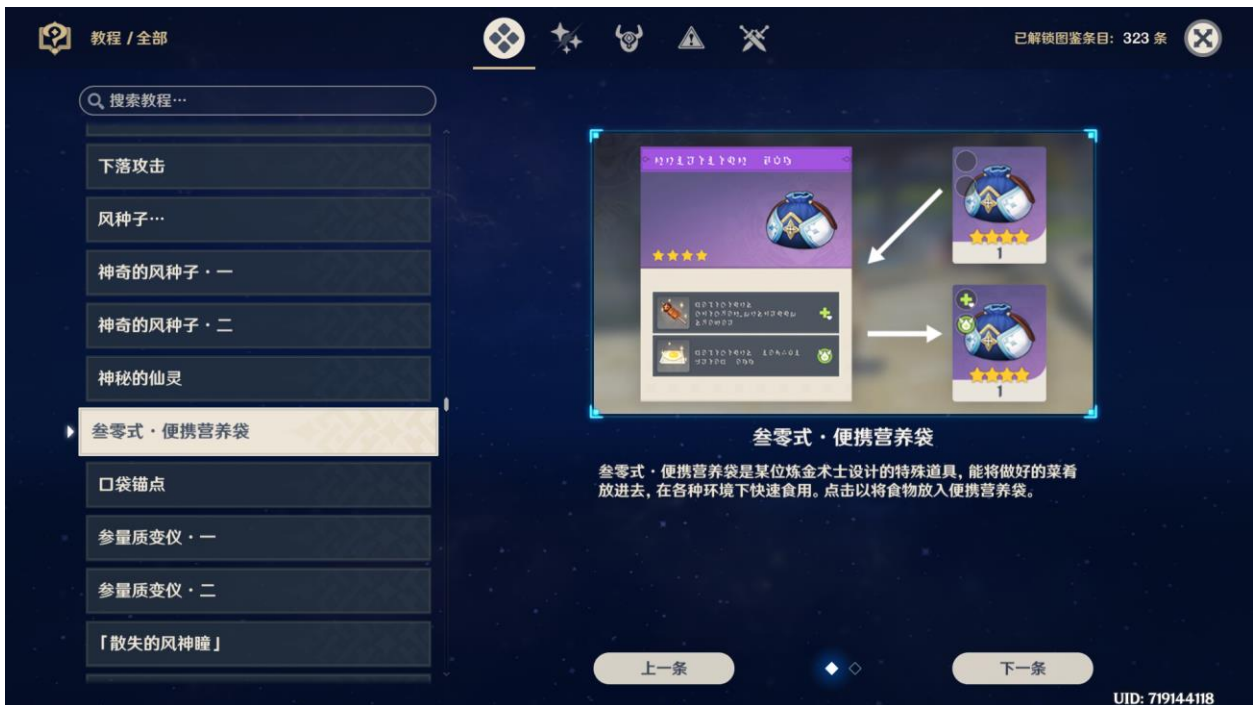 教程 / 全部
已解锁图鉴条目: 323 条
搜索教程…
下落攻击
风种子…
神奇的风种子·一
神奇的风种子·二
神秘的仙灵
叁零式·便携营养袋
口袋锚点
参量质变仪·一
参量质变仪·二
「散失的风神瞳」
1
1
叁零式·便携营养袋
叁零式·便携营养袋是某位炼金术士设计的特殊道具, 能将做好的菜肴
放进去, 在各种环境下快速食用。点击以将食物放入便携营养袋。
上一条
下一条
UID: 719144118